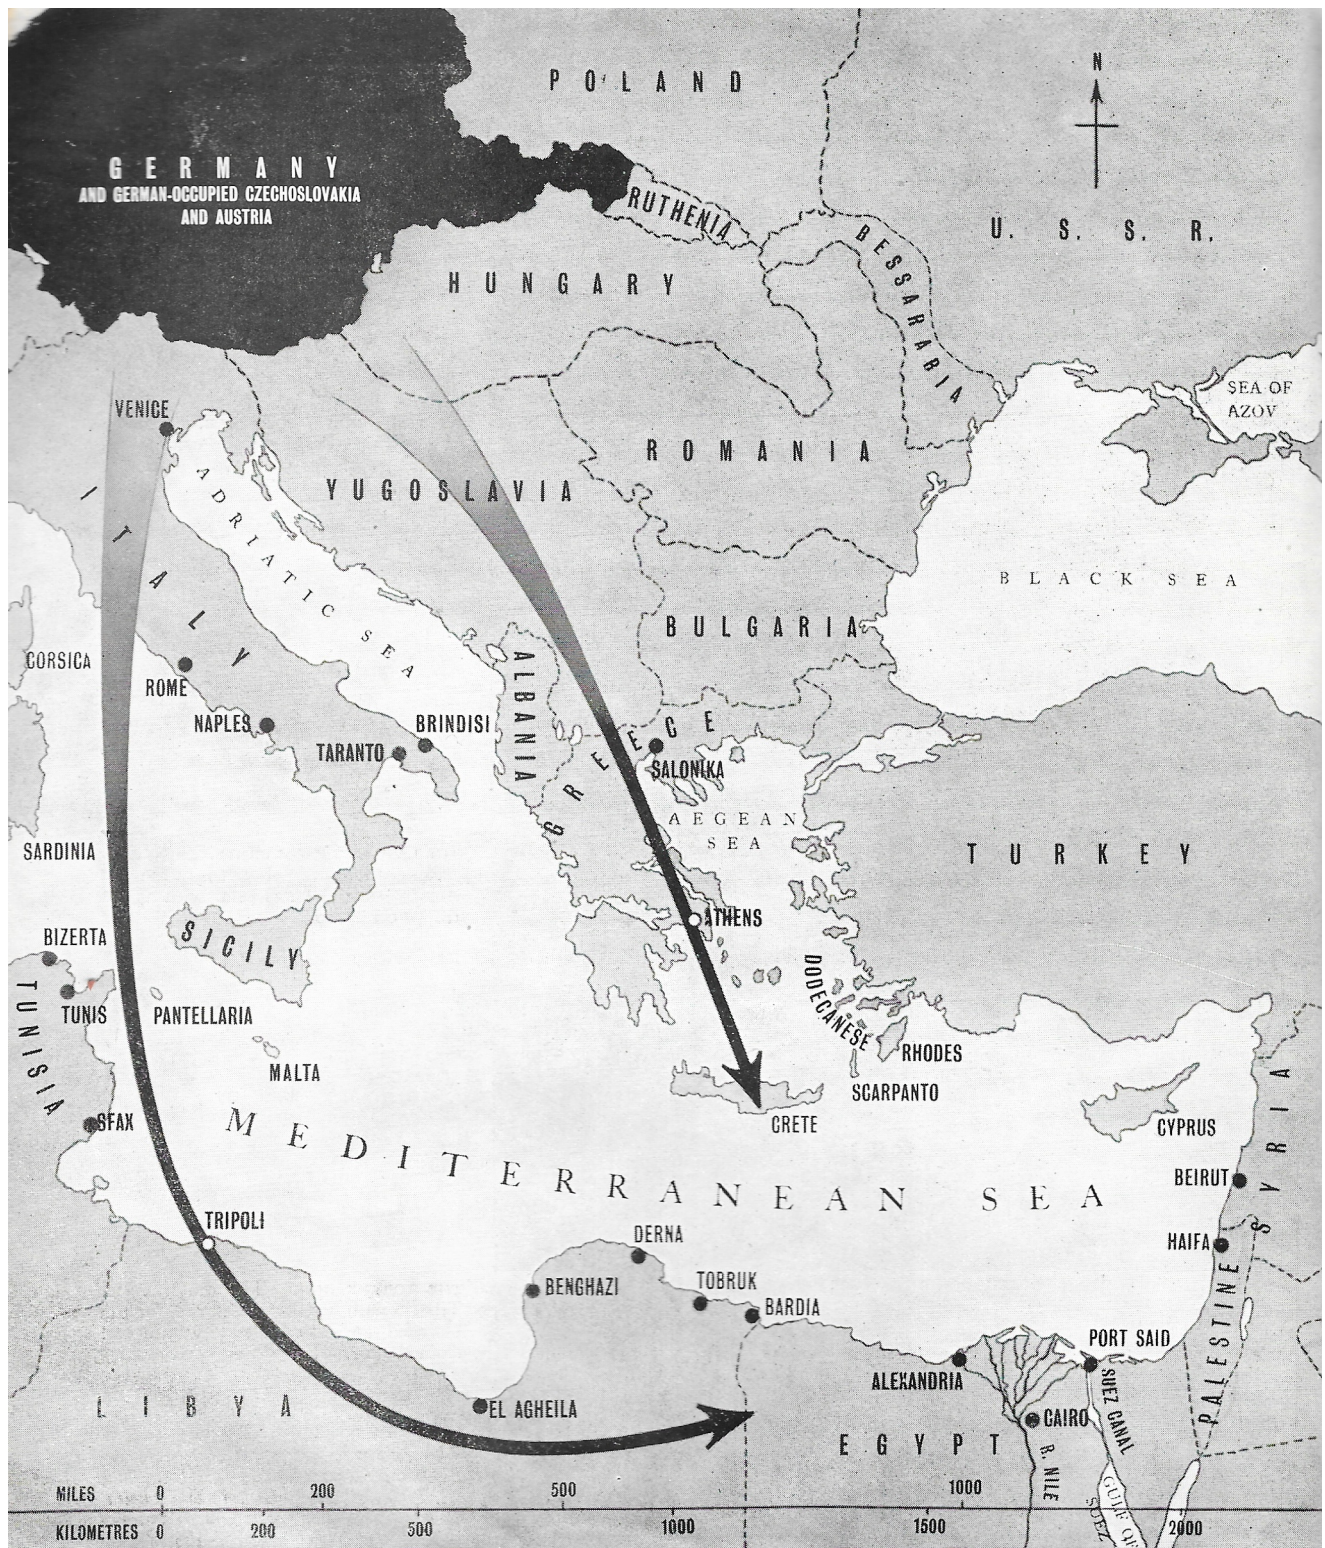 N
POLAND
GERMANY
AND GERMAN-OCCUPIED CZECHOSLOVAKIA
AND AUSTRIA
RUTHENIA
U. S. S. R.
BESSARABIA
HUNGARY
SEA OF
AZOV
VENICE
ROMANIA
YUGOSLAVIA
ADRIATIC SEA
ITALY
BLACK SEA
BULGARIA
CORSICA
ALBANIA
ROME
NAPLES
BRINDISI
TARANTO
GREECE
SALONIKA
AEGEAN
SEA
SARDINIA
TURKEY
ATHENS
SICILY
BIZERTA
TUNIS
TUNISIA
PANTELLARIA
DODECANESE
RHODES
MALTA
SCARPANTO
SFAX
CRETE
CYPRUS
SYRIA
MEDITERRANEAN SEA
BEIRUT
TRIPOLI
DERNA
HAIFA
BENGHAZI
TOBRUK
BARDIA
PALESTINE
PORT SAID
ALEXANDRIA
SUEZ CANAL
LIBYA
EL AGHEILA
CAIRO
EGYPT
R. NILE
GULF OF
SUEZ
MILES 0 200 500 1000
KILOMETRES 0 200 500 1000 1500 2000